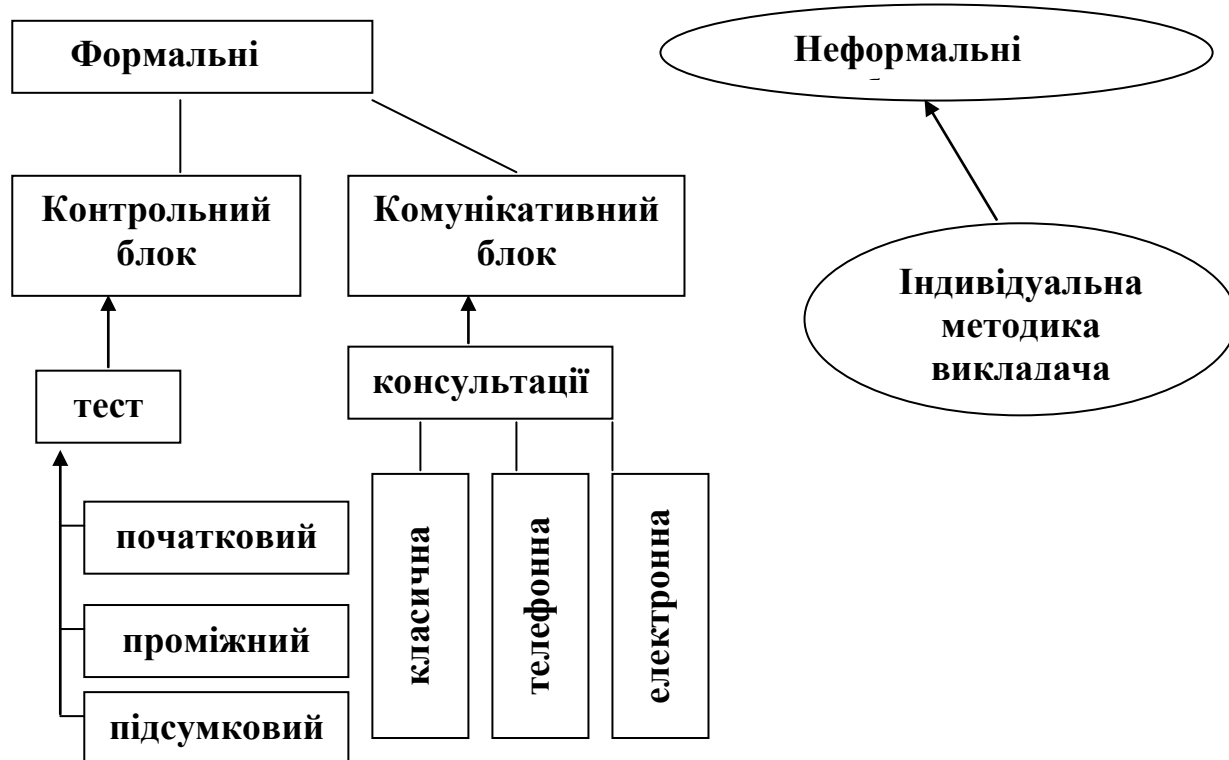 Формальні
Неформальні
Контрольний
блок
Комунікативний
блок
Індивідуальна
методика
викладача
тест
консультації
початковий
проміжний
підсумковий
класична
телефонна
електронна